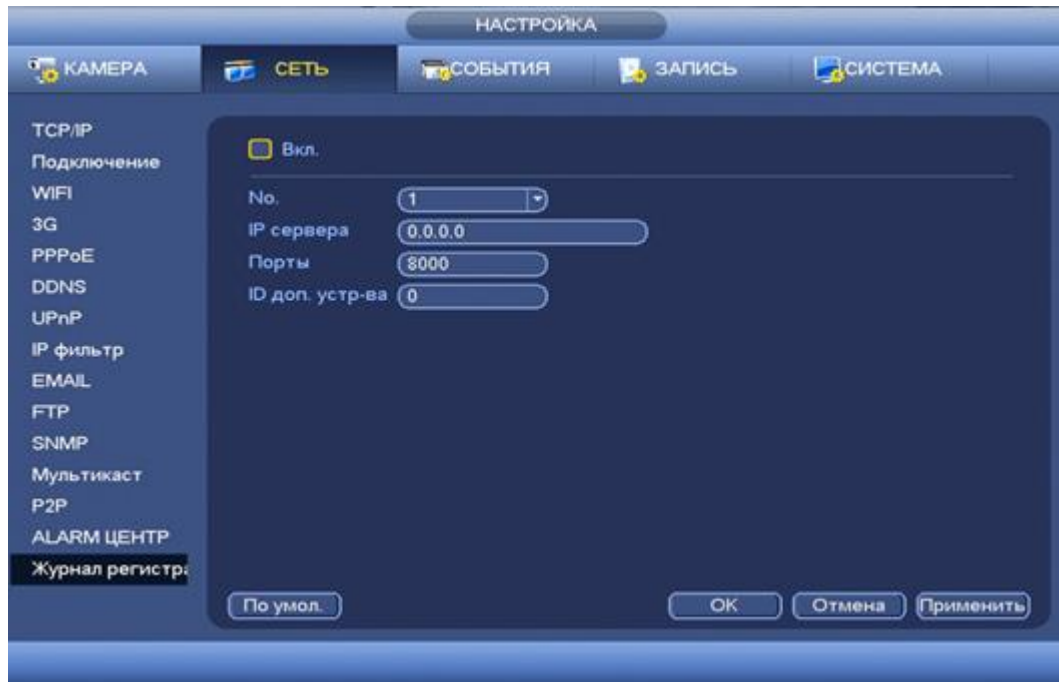 НАСТРОЙКА
КАМЕРА СЕТЬ СОБЫТИЯ ЗАПИСЬ СИСТЕМА
TCP/IP
Подключение
WIFI
3G
PPPoE
DDNS
UPnP
IP фильтр
EMAIL
FTP
SNMP
Мультикаст
P2P
ALARM ЦЕНТР
Журнал регистра
Вкл.
No. 1
IP сервера 0.0.0.0
Порты 8000
ID доп. устр-ва 0
По умол. OK Отмена Применить